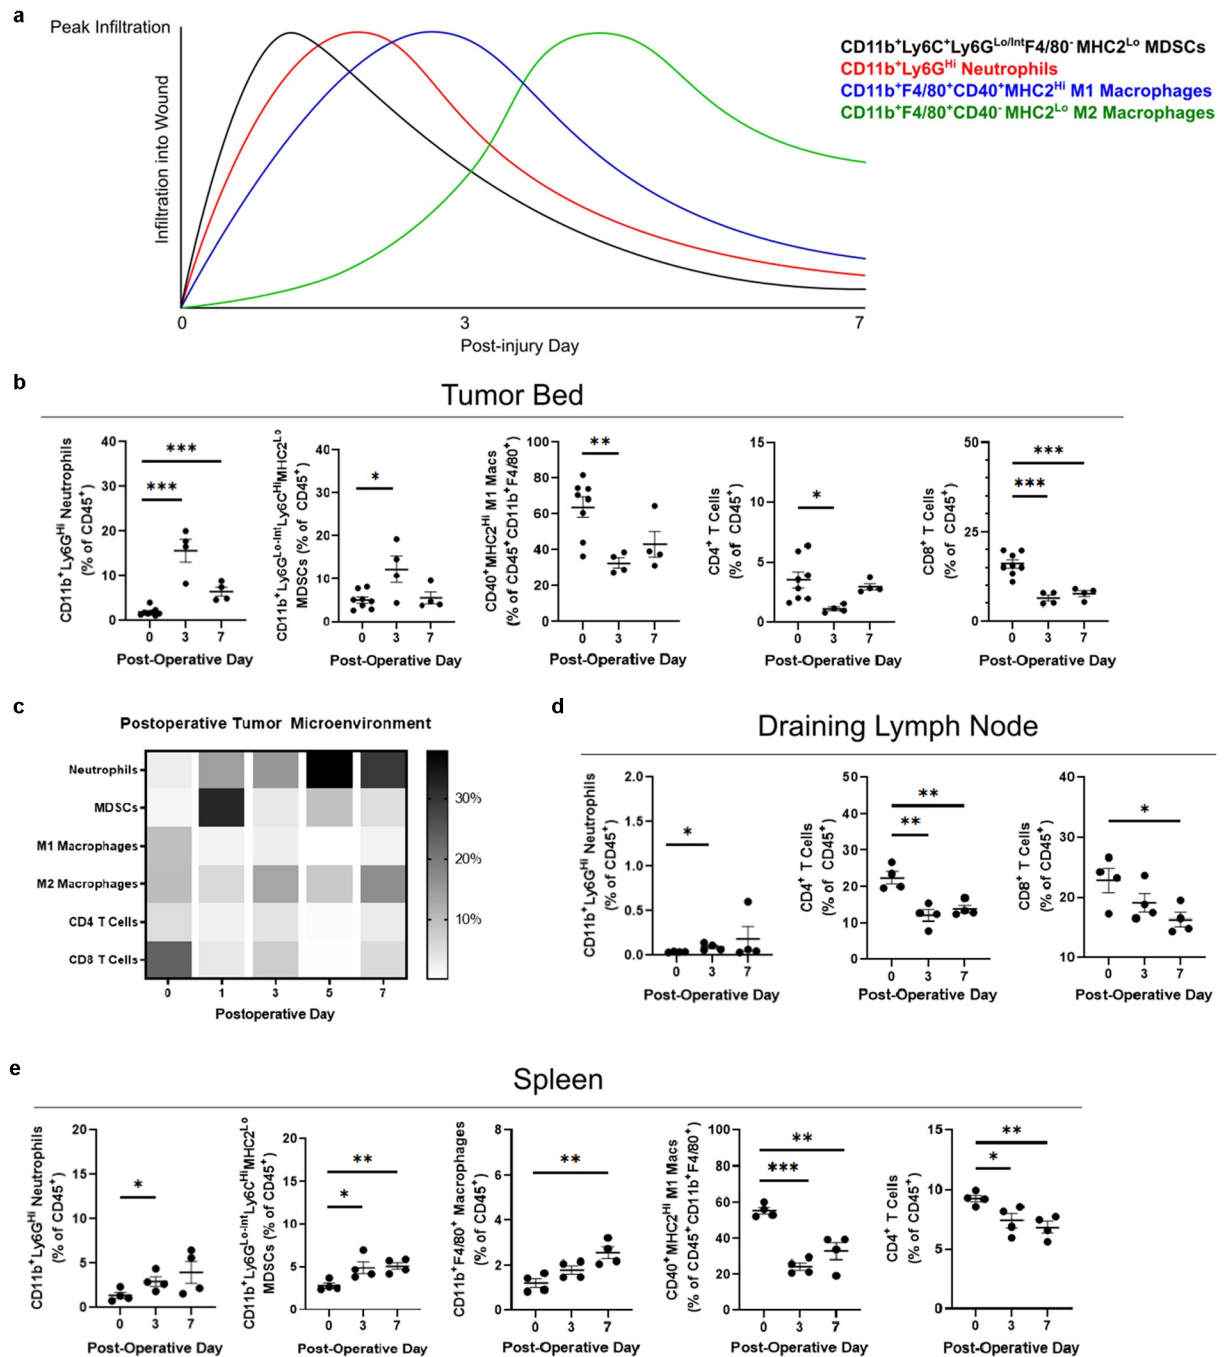 a
Peak Infiltration
Infiltration into Wound
0 3 7
Post-injury Day
CD11b⁺Ly6C⁺Ly6G^Lo/Int F4/80⁻ MHC2^Lo MDSCs
CD11b⁺Ly6G^Hi Neutrophils
CD11b⁺F4/80⁺CD40⁺MHC2^Hi M1 Macrophages
CD11b⁺F4/80⁺CD40⁻ MHC2^Lo M2 Macrophages
b
Tumor Bed
CD11b⁺Ly6G^Hi Neutrophils
(% of CD45⁺)
40
30
20
10
0
***
***
0 3 7
Post-Operative Day
CD11b⁺Ly6G^Lo-Int Ly6C^Hi MHC2^Lo
MDSCs (% of CD45⁺)
40
30
20
10
0
*
0 3 7
Post-Operative Day
CD40⁺MHC2^Hi M1 Macs
(% of CD45⁺CD11b⁺F4/80⁺)
100
80
60
40
20
0
**
0 3 7
Post-Operative Day
CD4⁺ T Cells
(% of CD45⁺)
15
10
5
0
*
0 3 7
Post-Operative Day
CD8⁺ T Cells
(% of CD45⁺)
50
25
0
***
***
0 3 7
Post-Operative Day
c
Postoperative Tumor Microenvironment
Neutrophils
MDSCs
M1 Macrophages
M2 Macrophages
CD4 T Cells
CD8 T Cells
0 1 3 5 7
Postoperative Day
30%
20%
10%
d
Draining Lymph Node
CD11b⁺Ly6G^Hi Neutrophils
(% of CD45⁺)
2.0
1.5
1.0
0.5
0.0
*
0 3 7
Post-Operative Day
CD4⁺ T Cells
(% of CD45⁺)
50
40
30
20
10
0
**
**
0 3 7
Post-Operative Day
CD8⁺ T Cells
(% of CD45⁺)
40
30
20
10
*
0 3 7
Post-Operative Day
e
Spleen
CD11b⁺Ly6G^Hi Neutrophils
(% of CD45⁺)
20
15
10
5
0
*
0 3 7
Post-Operative Day
CD11b⁺Ly6G^Lo-Int Ly6C^Hi MHC2^Lo
MDSCs (% of CD45⁺)
20
15
10
5
0
**
*
0 3 7
Post-Operative Day
CD11b⁺F4/80⁺ Macrophages
(% of CD45⁺)
8
6
4
2
0
**
0 3 7
Post-Operative Day
CD40⁺MHC2^Hi M1 Macs
(% of CD45⁺CD11b⁺F4/80⁺)
100
80
60
40
20
0
**
***
0 3 7
Post-Operative Day
CD4⁺ T Cells
(% of CD45⁺)
15
10
5
0
**
*
0 3 7
Post-Operative Day